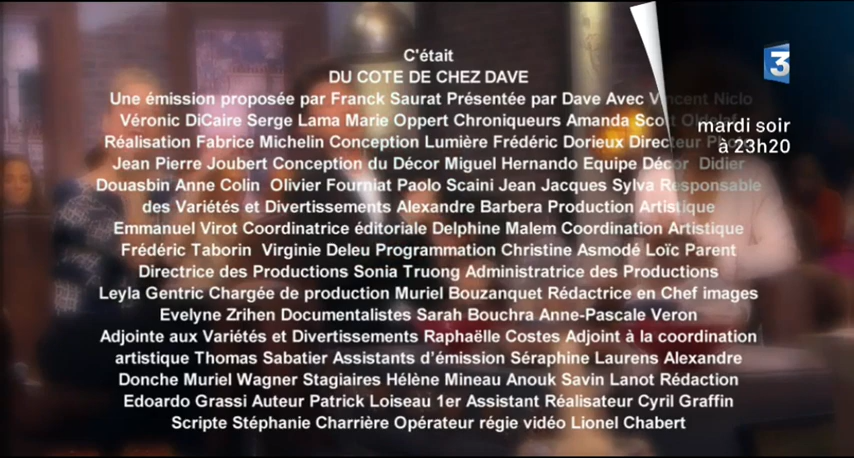 C'était
DU COTE DE CHEZ DAVE
Une émission proposée par Franck Saurat Présentée par Dave Avec Vincent Niclo
Véronic DiCaire Serge Lama Marie Oppert Chroniqueurs Amanda Scott Oldelaf
Réalisation Fabrice Michelin Conception Lumière Frédéric Dorieux Directeur Photo
Jean Pierre Joubert Conception du Décor Miguel Hernando Equipe Décor Didier
Douasbin Anne Colin Olivier Fourniat Paolo Scaini Jean Jacques Sylva Responsable
des Variétés et Divertissements Alexandre Barbera Production Artistique
Emmanuel Virot Coordinatrice éditoriale Delphine Malem Coordination Artistique
Frédéric Taborin Virginie Deleu Programmation Christine Asmodé Loïc Parent
Directrice des Productions Sonia Truong Administratrice des Productions
Leyla Gentric Chargée de production Muriel Bouzanquet Rédactrice en Chef images
Evelyne Zrihen Documentalistes Sarah Bouchra Anne-Pascale Veron
Adjointe aux Variétés et Divertissements Raphaëlle Costes Adjoint à la coordination
artistique Thomas Sabatier Assistants d'émission Séraphine Laurens Alexandre
Donche Muriel Wagner Stagiaires Hélène Mineau Anouk Savin Lanot Rédaction
Edoardo Grassi Auteur Patrick Loiseau 1er Assistant Réalisateur Cyril Graffin
Scripte Stéphanie Charrière Opérateur régie vidéo Lionel Chabert
3
mardi soir
à 23h20